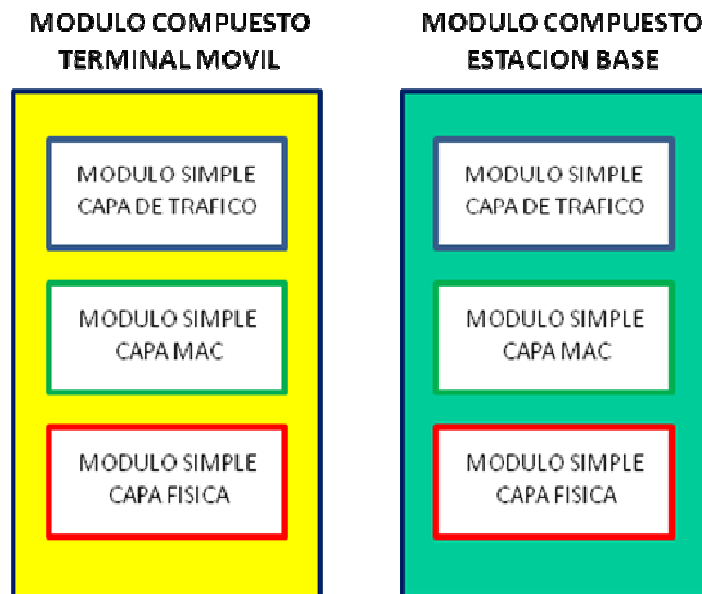 MODULO COMPUESTO
TERMINAL MOVIL
MODULO SIMPLE
CAPA DE TRAFICO
MODULO SIMPLE
CAPA MAC
MODULO SIMPLE
CAPA FISICA
MODULO COMPUESTO
ESTACION BASE
MODULO SIMPLE
CAPA DE TRAFICO
MODULO SIMPLE
CAPA MAC
MODULO SIMPLE
CAPA FISICA